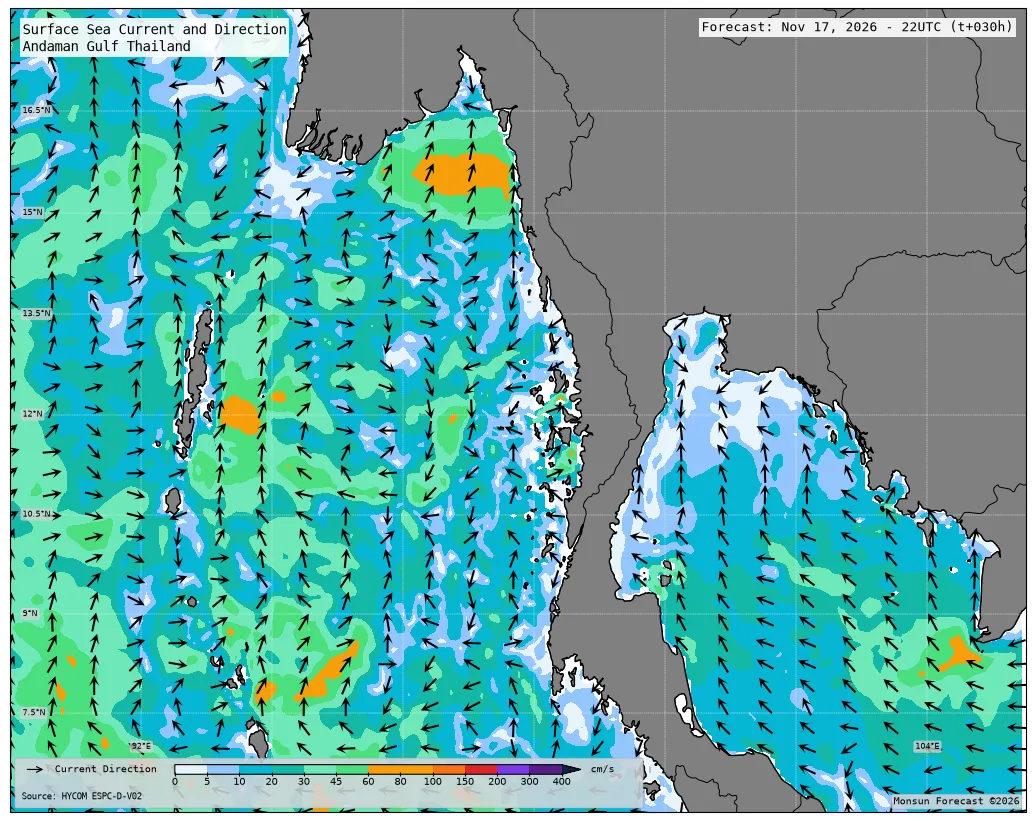 Surface Sea Current and Direction
Andaman Gulf Thailand
Forecast: Nov 17, 2026 - 22UTC (t+030h)
16.5°N
15°N
13.5°N
12°N
10.5°N
9°N
7.5°N
92°E
104°E
Current Direction
0 5 10 20 30 45 60 80 100 150 200 300 400 cm/s
Source: HYCOM ESPC-D-V02
Monsun Forecast ©2026